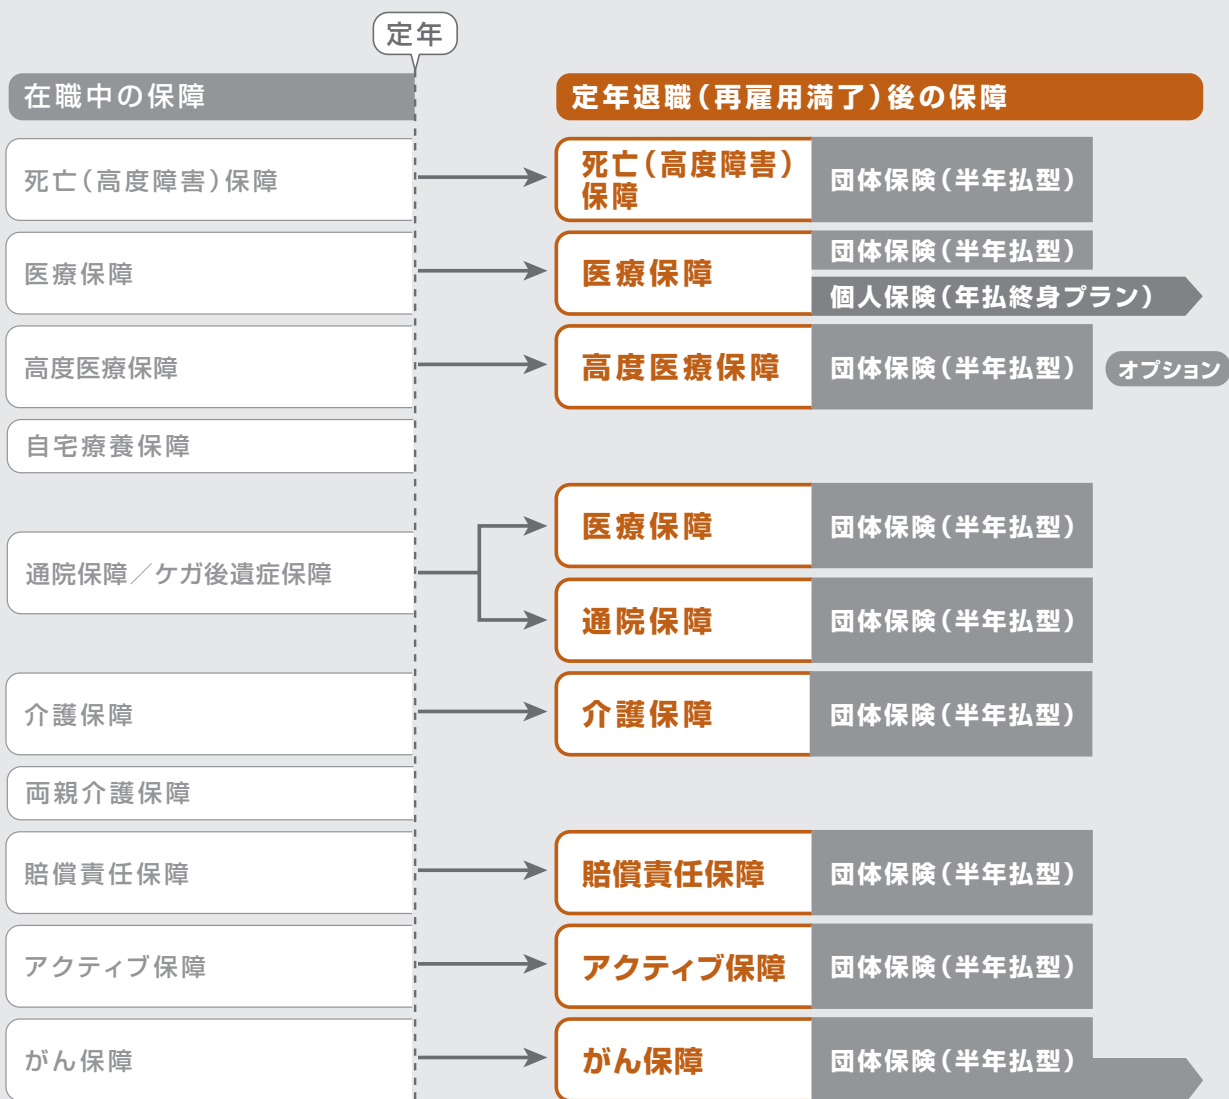 定年
在職中の保障
定年退職（再雇用満了）後の保障
死亡（高度障害）保障
死亡（高度障害）
保障
団体保険（半年払型）
医療保障
医療保障
団体保険（半年払型）
個人保険（年払終身プラン）
高度医療保障
高度医療保障
団体保険（半年払型）
オプション
自宅療養保障
通院保障／ケガ後遺症保障
医療保障
団体保険（半年払型）
通院保障
団体保険（半年払型）
介護保障
介護保障
団体保険（半年払型）
両親介護保障
賠償責任保障
賠償責任保障
団体保険（半年払型）
アクティブ保障
アクティブ保障
団体保険（半年払型）
がん保障
がん保障
団体保険（半年払型）